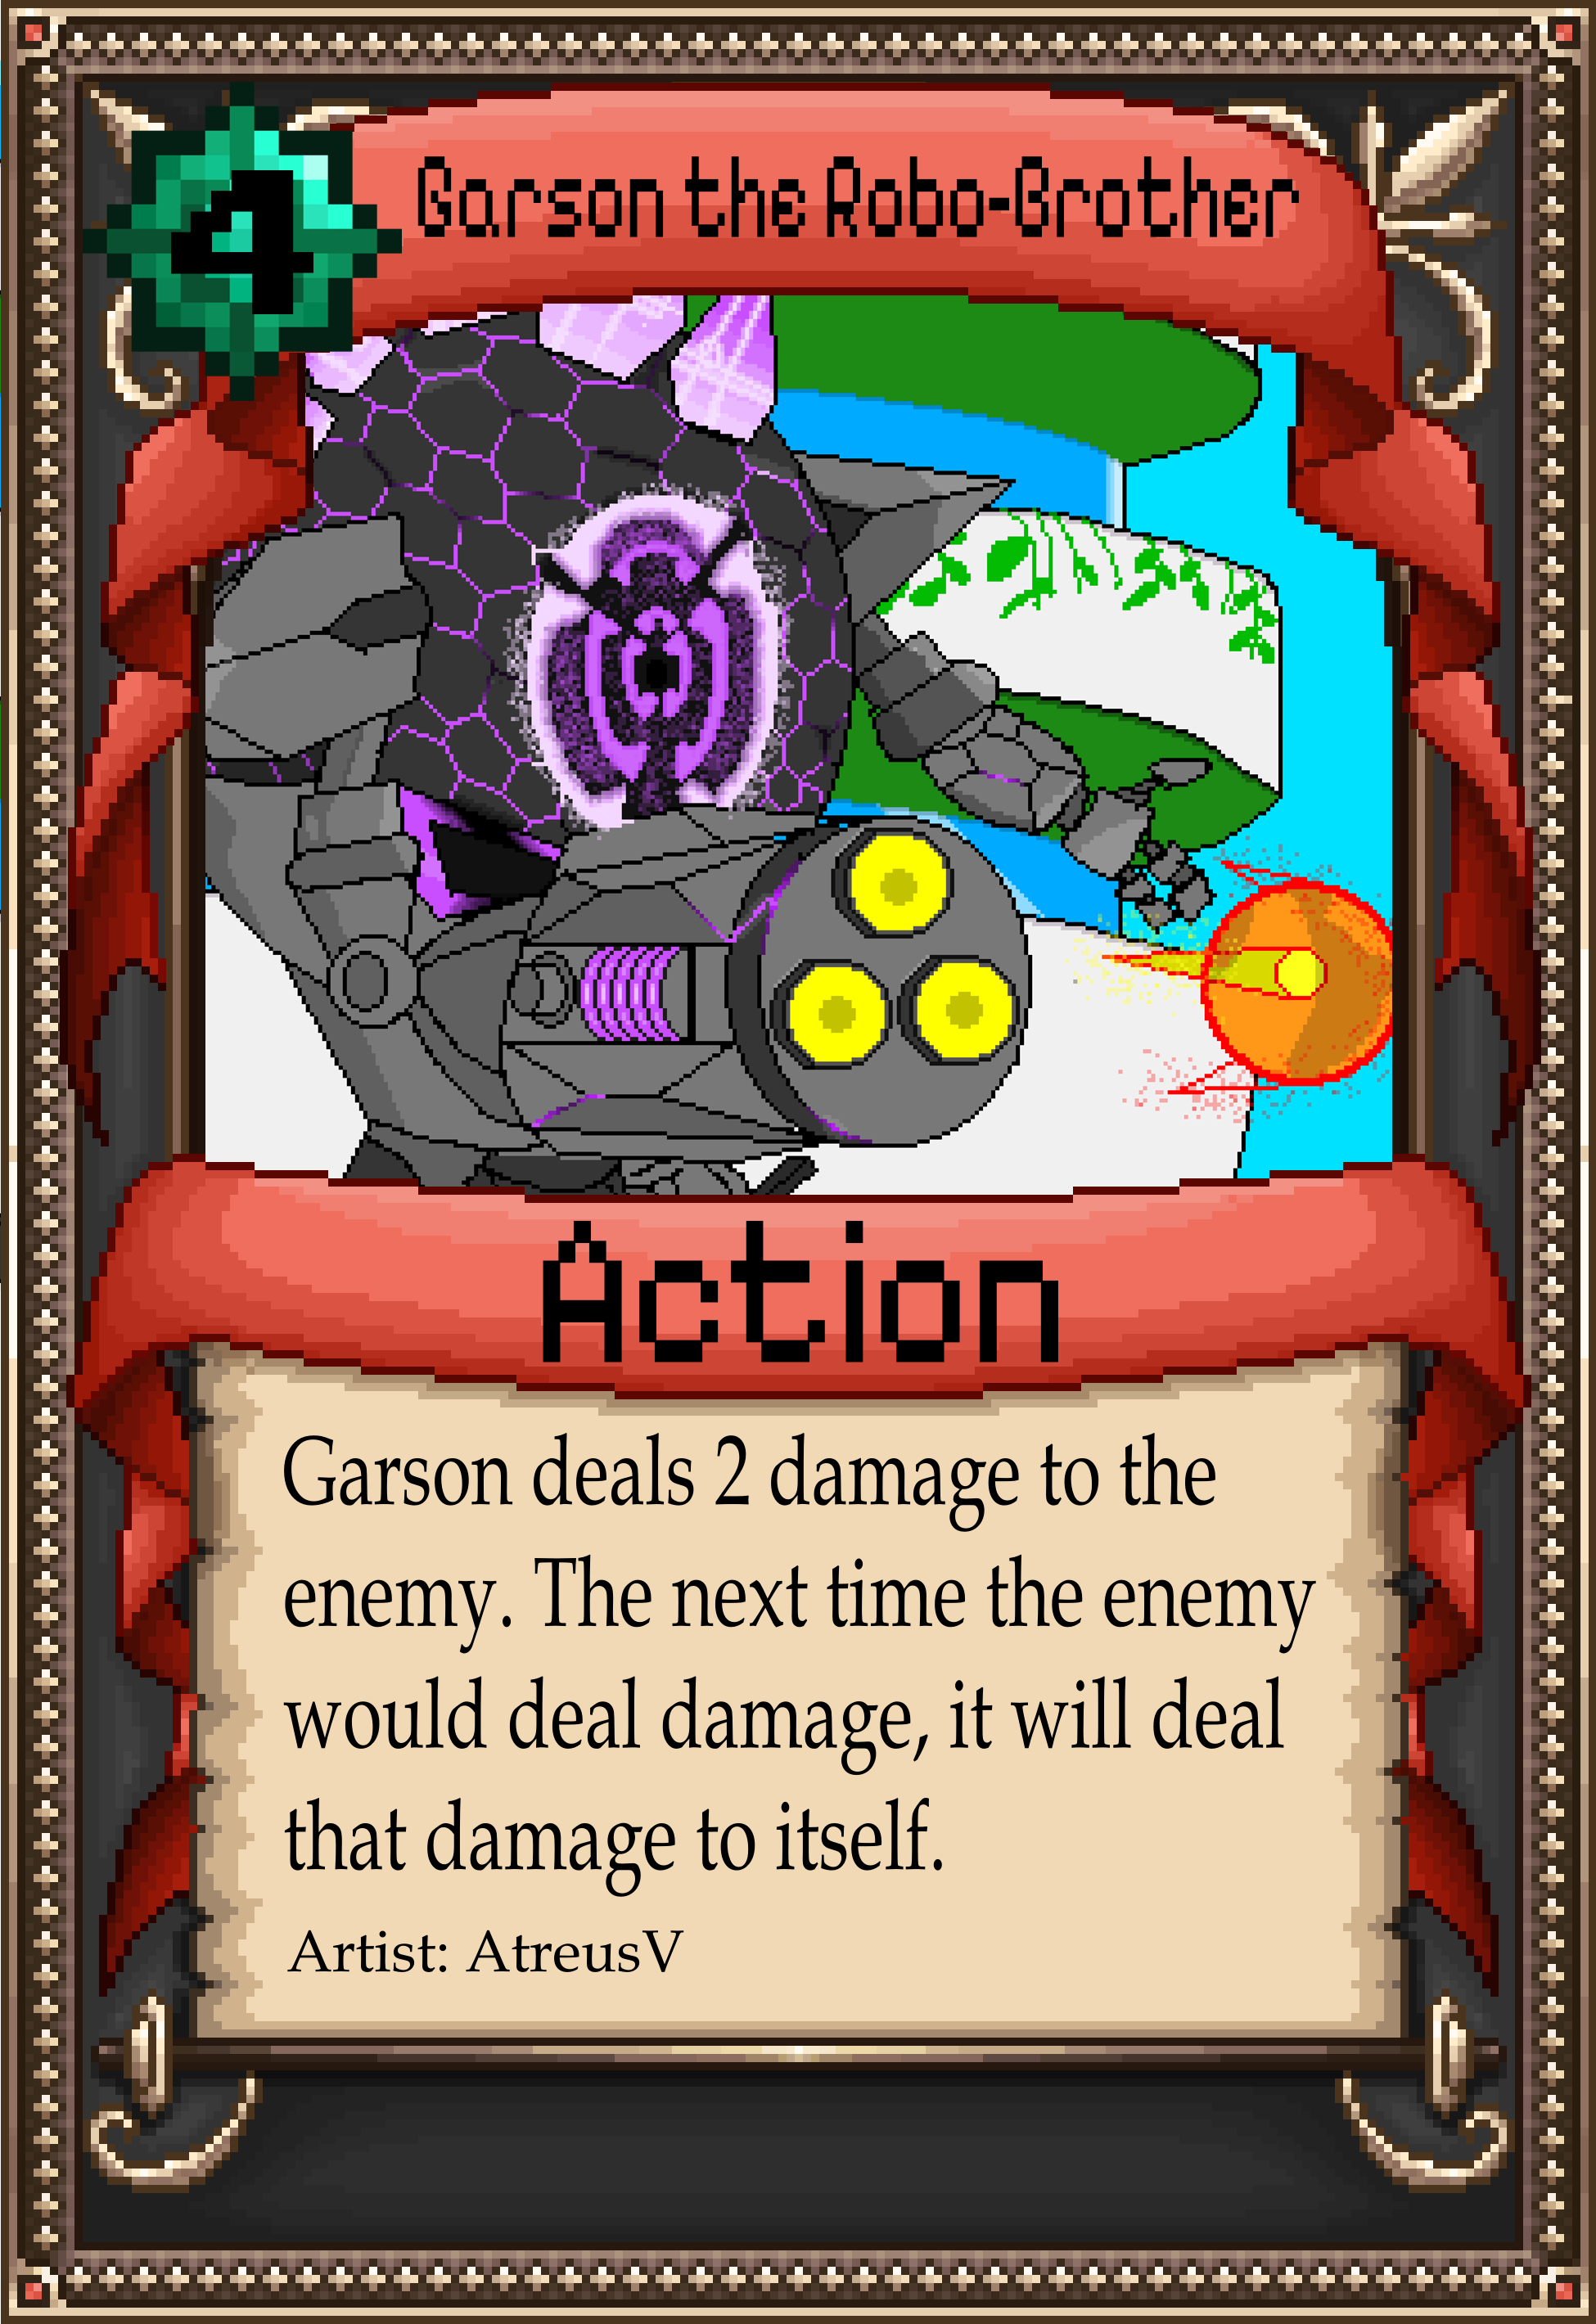 4
Garson the Robo-Brother
Action
Garson deals 2 damage to the
enemy. The next time the enemy
would deal damage, it will deal
that damage to itself.
Artist: AtreusV